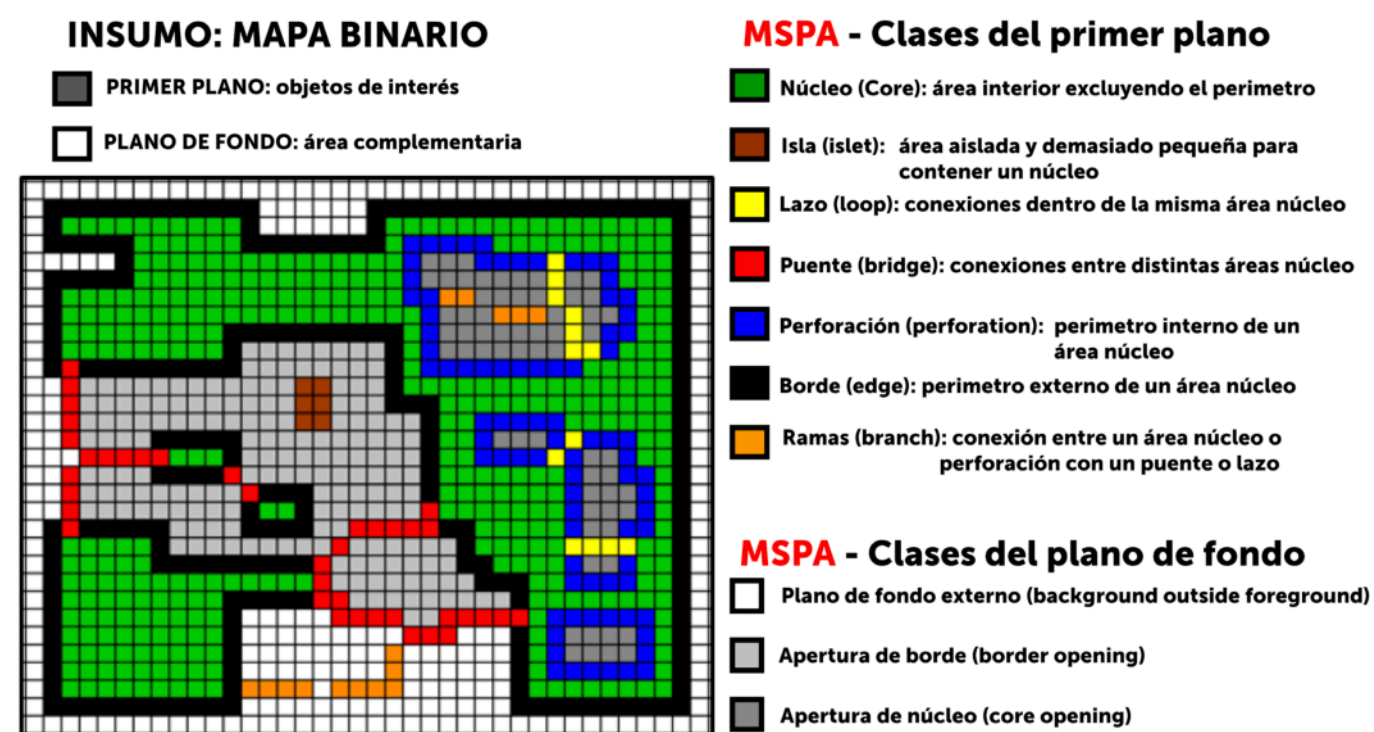 INSUMO: MAPA BINARIO
PRIMER PLANO: objetos de interés
PLANO DE FONDO: área complementaria
MSPA - Clases del primer plano
Núcleo (Core): área interior excluyendo el perimetro
Isla (islet): área aislada y demasiado pequeña para
contener un núcleo
Lazo (loop): conexiones dentro de la misma área núcleo
Puente (bridge): conexiones entre distintas áreas núcleo
Perforación (perforation): perimetro interno de un
área núcleo
Borde (edge): perimetro externo de un área núcleo
Ramas (branch): conexión entre un área núcleo o
perforación con un puente o lazo
MSPA - Clases del plano de fondo
Plano de fondo externo (background outside foreground)
Apertura de borde (border opening)
Apertura de núcleo (core opening)